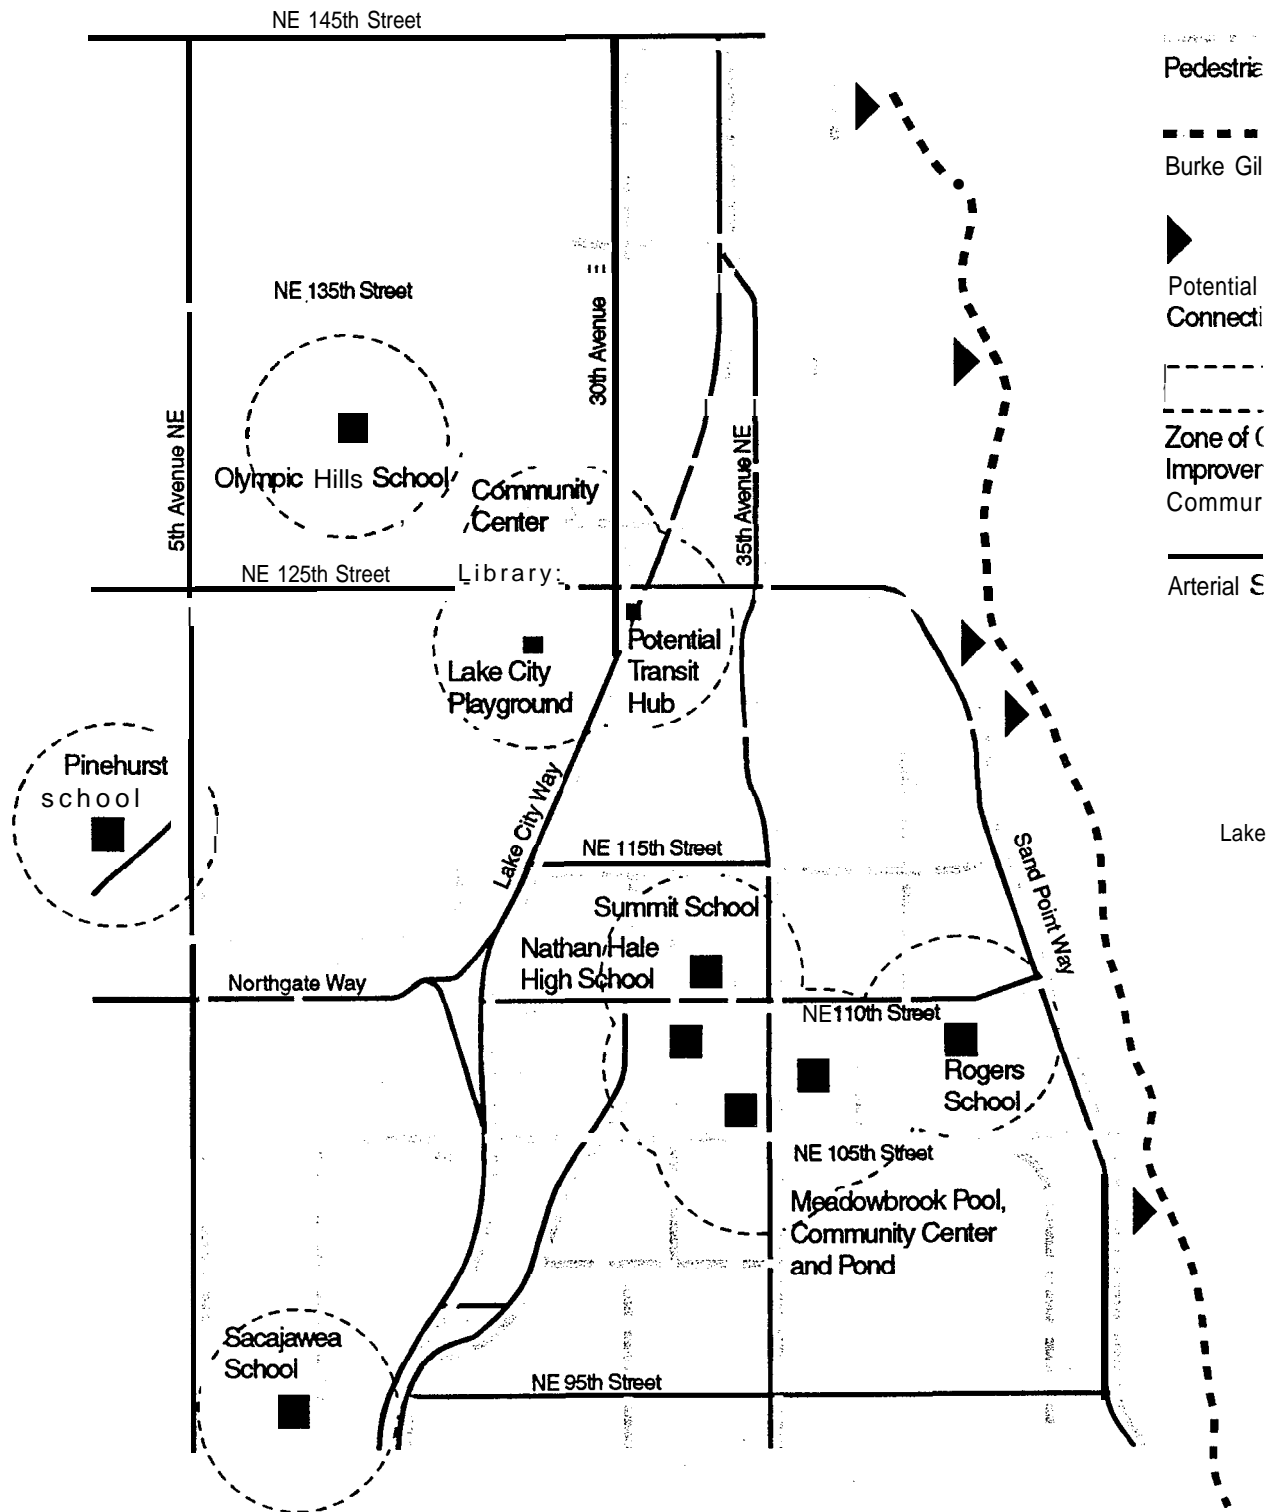 NE 145th Street
Pedestria
Burke Gil
Potential
Connecti
NE 135th Street
30th Avenue
5th Avenue NE
35th Avenue NE
Zone of
Improver
Commur
Olympic Hills School
Community
Center
NE 125th Street
Library:
Arterial S
Potential
Transit
Hub
Lake City
Playground
Pinehurst
school
Lake City Way
NE 115th Street
Sand Point Way
Lake
Summit School
Nathan Hale
High School
Northgate Way
NE 110th Street
Rogers
School
NE 105th Street
Meadowbrook Pool,
Community Center
and Pond
Sacajawea
School
NE 95th Street